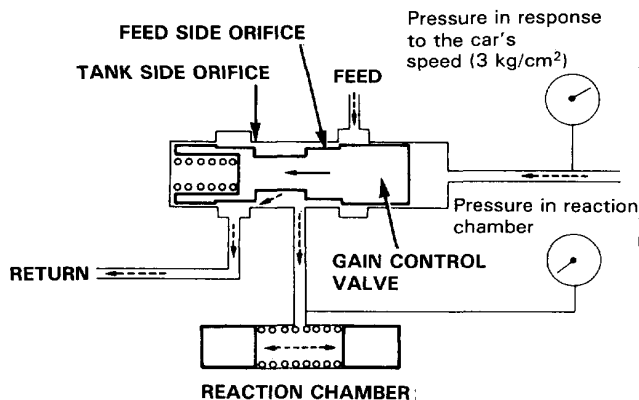 FEED SIDE ORIFICE
TANK SIDE ORIFICE
FEED
Pressure in response
to the car's
speed (3 kg/cm²)
Pressure in reaction
chamber
RETURN
GAIN CONTROL
VALVE
REACTION CHAMBER